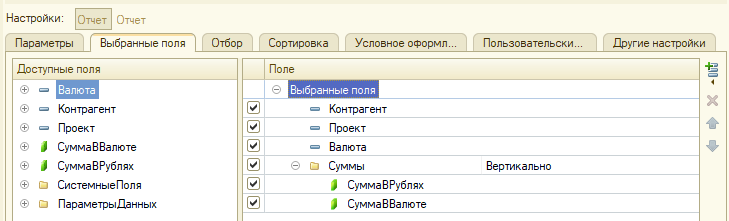 Настройки: Отчет Отчет
Параметры Выбранные поля Отбор Сортировка Условное оформл... Пользовательски... Другие настройки
Доступные поля Поле
Валюта Выбранные поля
Контрагент Контрагент
Проект Проект
СуммаВВалюте Валюта
СуммаВРублях Суммы Вертикально
СистемныеПоля СуммаВРублях
ПараметрыДанных СуммаВВалюте